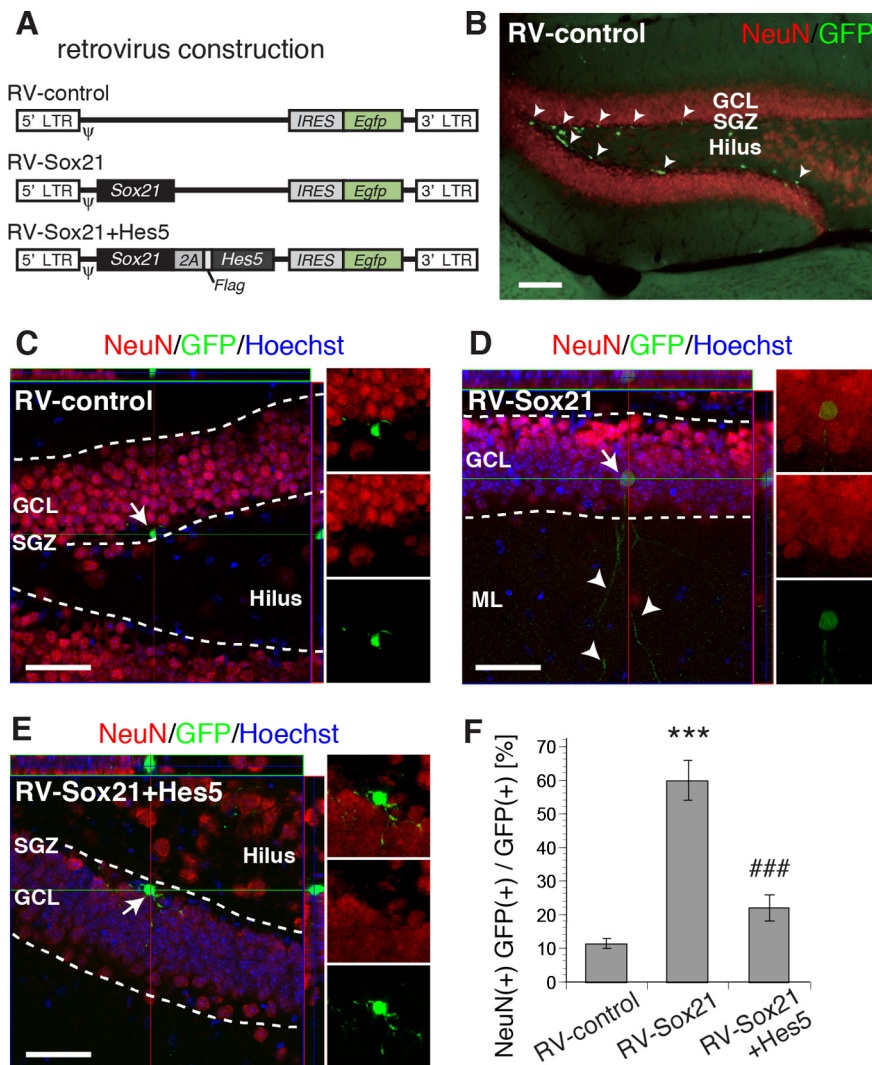 A
retrovirus construction
RV-control
5' LTR
ψ
IRES
Egfp
3' LTR
RV-Sox21
5' LTR
ψ
Sox21
IRES
Egfp
3' LTR
RV-Sox21+Hes5
5' LTR
ψ
Sox21
2A
Hes5
IRES
Egfp
3' LTR
Flag
B
RV-control
NeuN/GFP
GCL
SGZ
Hilus
C
NeuN/GFP/Hoechst
RV-control
GCL
SGZ
Hilus
D
NeuN/GFP/Hoechst
RV-Sox21
GCL
ML
E
NeuN/GFP/Hoechst
RV-Sox21+Hes5
SGZ
Hilus
GCL
F
NeuN(+) GFP(+) / GFP(+) [%]
70
60
50
40
30
20
10
0
***
###
RV-control
RV-Sox21
RV-Sox21
+Hes5